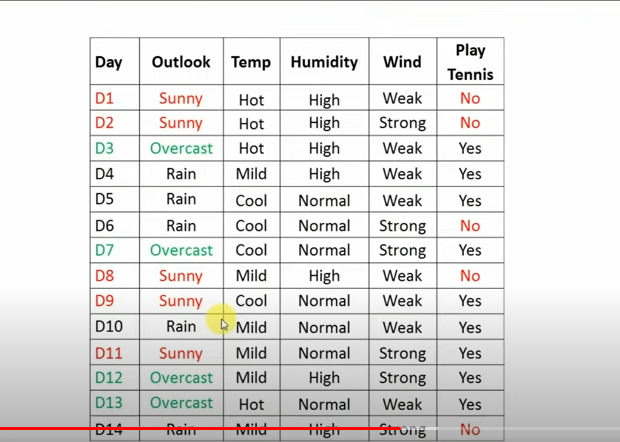 Day Outlook Temp Humidity Wind Play Tennis
D1 Sunny Hot High Weak No
D2 Sunny Hot High Strong No
D3 Overcast Hot High Weak Yes
D4 Rain Mild High Weak Yes
D5 Rain Cool Normal Weak Yes
D6 Rain Cool Normal Strong No
D7 Overcast Cool Normal Strong Yes
D8 Sunny Mild High Weak No
D9 Sunny Cool Normal Weak Yes
D10 Rain Mild Normal Weak Yes
D11 Sunny Mild Normal Strong Yes
D12 Overcast Mild High Strong Yes
D13 Overcast Hot Normal Weak Yes
D14 Rain Mild High Strong No